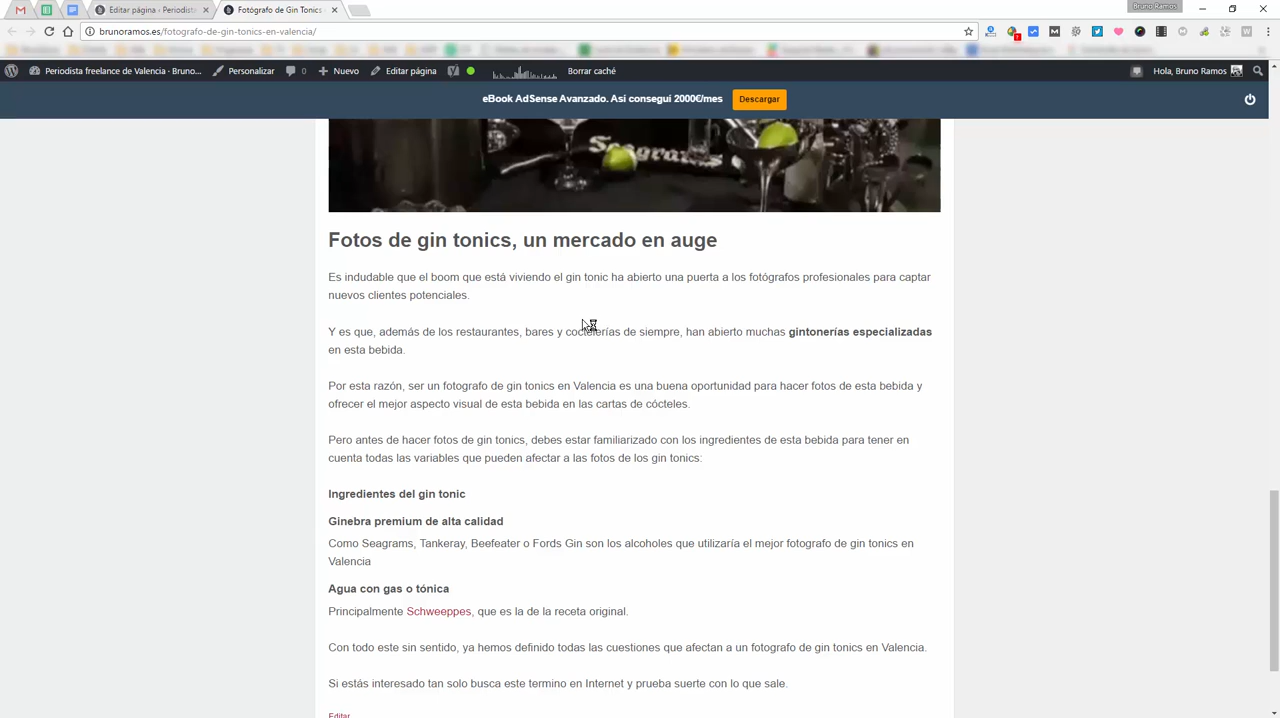 Bruno Ramos
Editar página ‹ Periodist
Fotógrafo de Gin Tonics
brunoramos.es/fotografo-de-gin-tonics-en-valencia/
Periodista freelance de Valencia · Bruno...
Personalizar
0
Nuevo
Editar página
Borrar caché
Hola, Bruno Ramos
eBook AdSense Avanzado. Así conseguí 2000€/mes
Descargar
Seagrams
Fotos de gin tonics, un mercado en auge
Es indudable que el boom que está viviendo el gin tonic ha abierto una puerta a los fotógrafos profesionales para captar
nuevos clientes potenciales.
Y es que, además de los restaurantes, bares y coctelerías de siempre, han abierto muchas gintonerías especializadas
en esta bebida.
Por esta razón, ser un fotografo de gin tonics en Valencia es una buena oportunidad para hacer fotos de esta bebida y
ofrecer el mejor aspecto visual de esta bebida en las cartas de cócteles.
Pero antes de hacer fotos de gin tonics, debes estar familiarizado con los ingredientes de esta bebida para tener en
cuenta todas las variables que pueden afectar a las fotos de los gin tonics:
Ingredientes del gin tonic
Ginebra premium de alta calidad
Como Seagrams, Tankeray, Beefeater o Fords Gin son los alcoholes que utilizaría el mejor fotografo de gin tonics en
Valencia
Agua con gas o tónica
Principalmente Schweeppes, que es la de la receta original.
Con todo este sin sentido, ya hemos definido todas las cuestiones que afectan a un fotografo de gin tonics en Valencia.
Si estás interesado tan solo busca este termino en Internet y prueba suerte con lo que sale.
Editar